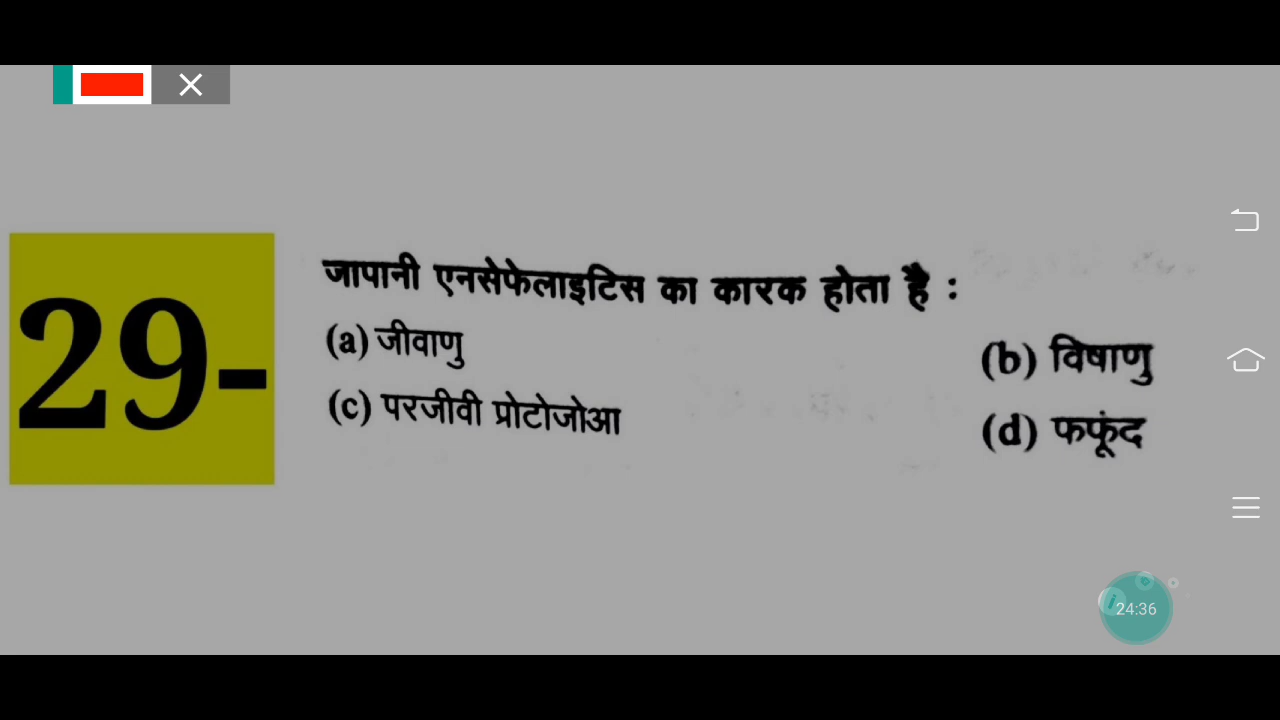 29-
जापानी एनसेफेलाइटिस का कारक होता है :
(a) जीवाणु
(b) विषाणु
(c) परजीवी प्रोटोजोआ
(d) फफूंद
24:36